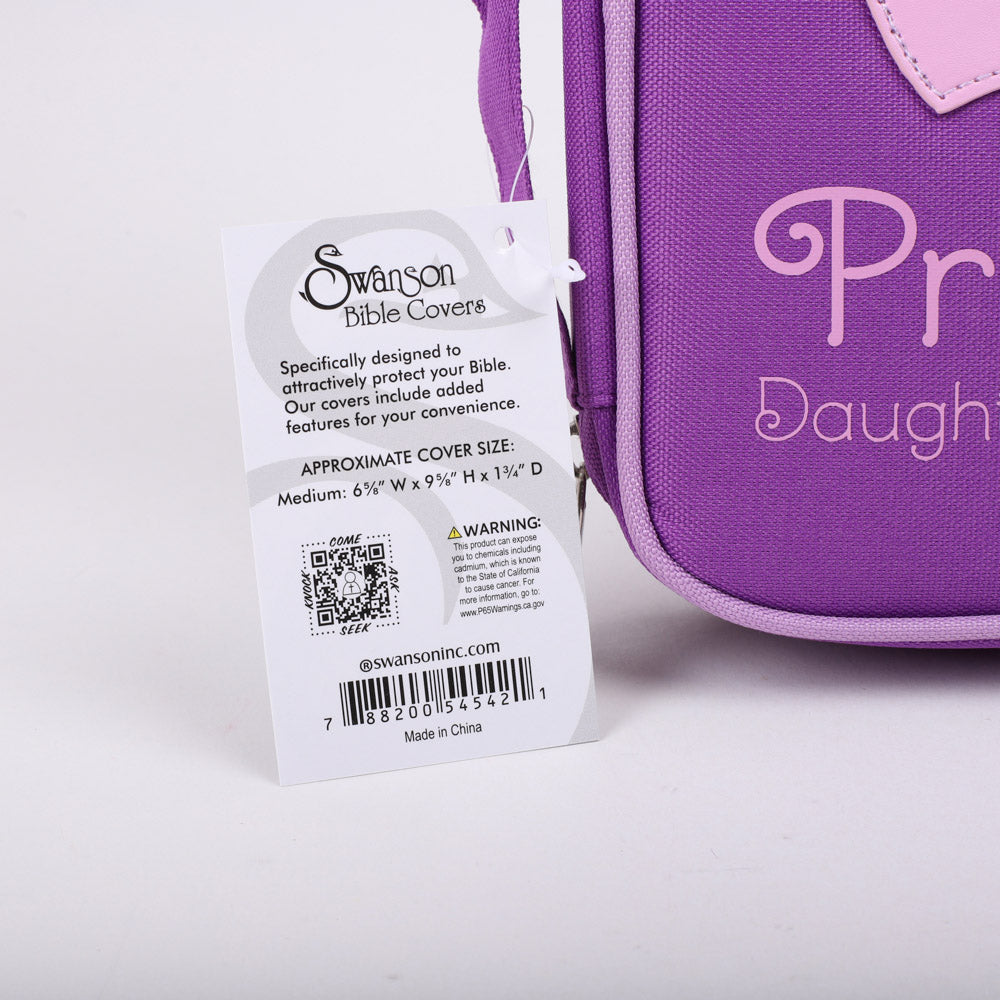 Swanson
Bible Covers
Specifically designed to
attractively protect your Bible.
Our covers include added
features for your convenience.
APPROXIMATE COVER SIZE:
Medium: 6⅝" W x 9⅝" H x 1¾" D
COME
ASK
KNOCK
SEEK
⚠WARNING:
This product can expose
you to chemicals including
cadmium, which is known
to the State of California
to cause cancer. For
more information, go to:
www.P65Warnings.ca.gov
®swansoninc.com
7 88200 54542 1
Made in China
Pr
Daught